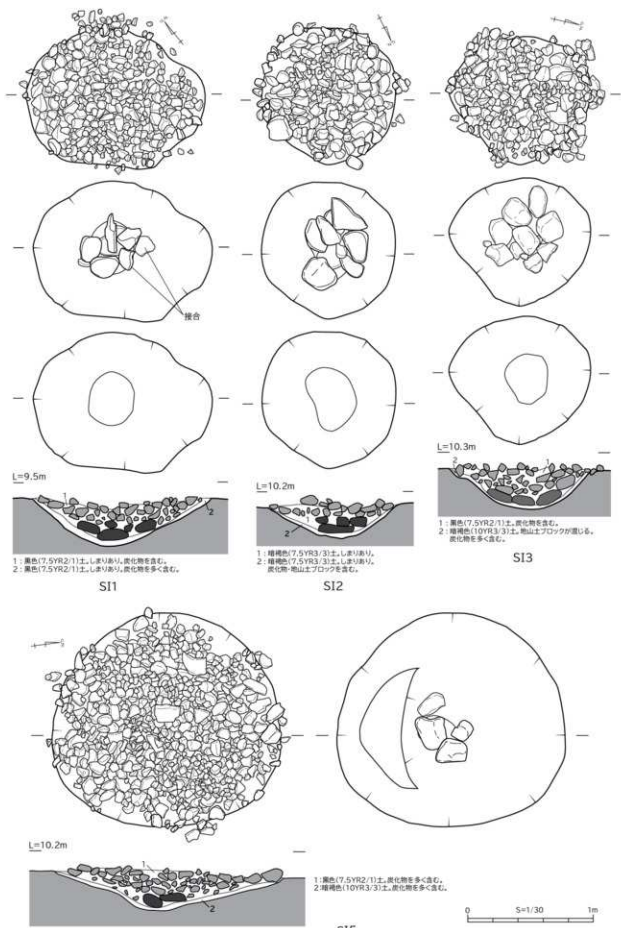 接合
L=9.5m
1
2
1：黒色(7.5YR2/1)土。しまりあり。炭化物を含む。
2：黒色(7.5YR2/1)土。しまりあり。炭化物を多く含む。
SI1
L=10.2m
1
2
1：暗褐色(7.5YR3/3)土。しまりあり。
2：暗褐色(7.5YR3/3)土。しまりあり。
炭化物・地山土ブロックを含む。
SI2
L=10.3m
2
1
1：黒色(7.5YR2/1)土。炭化物を含む。
2：暗褐色(10YR3/3)土。地山土ブロックが混じる。
炭化物を多く含む。
SI3
L=10.2m
1
2
1：黒色(7.5YR2/1)土。炭化物を多く含む。
2：暗褐色(10YR3/3)土。炭化物を多く含む。
0 S=1/30 1m